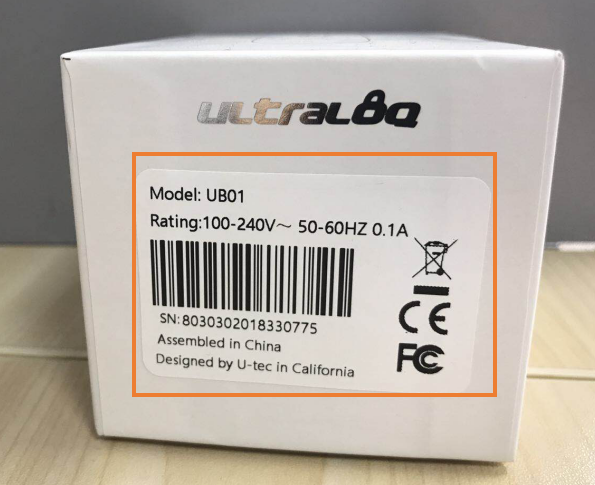 ULTRALOQ
Model: UB01
Rating:100-240V~ 50-60HZ 0.1A
SN:8030302018330775
Assembled in China
Designed by U-tec in California
CE
FC